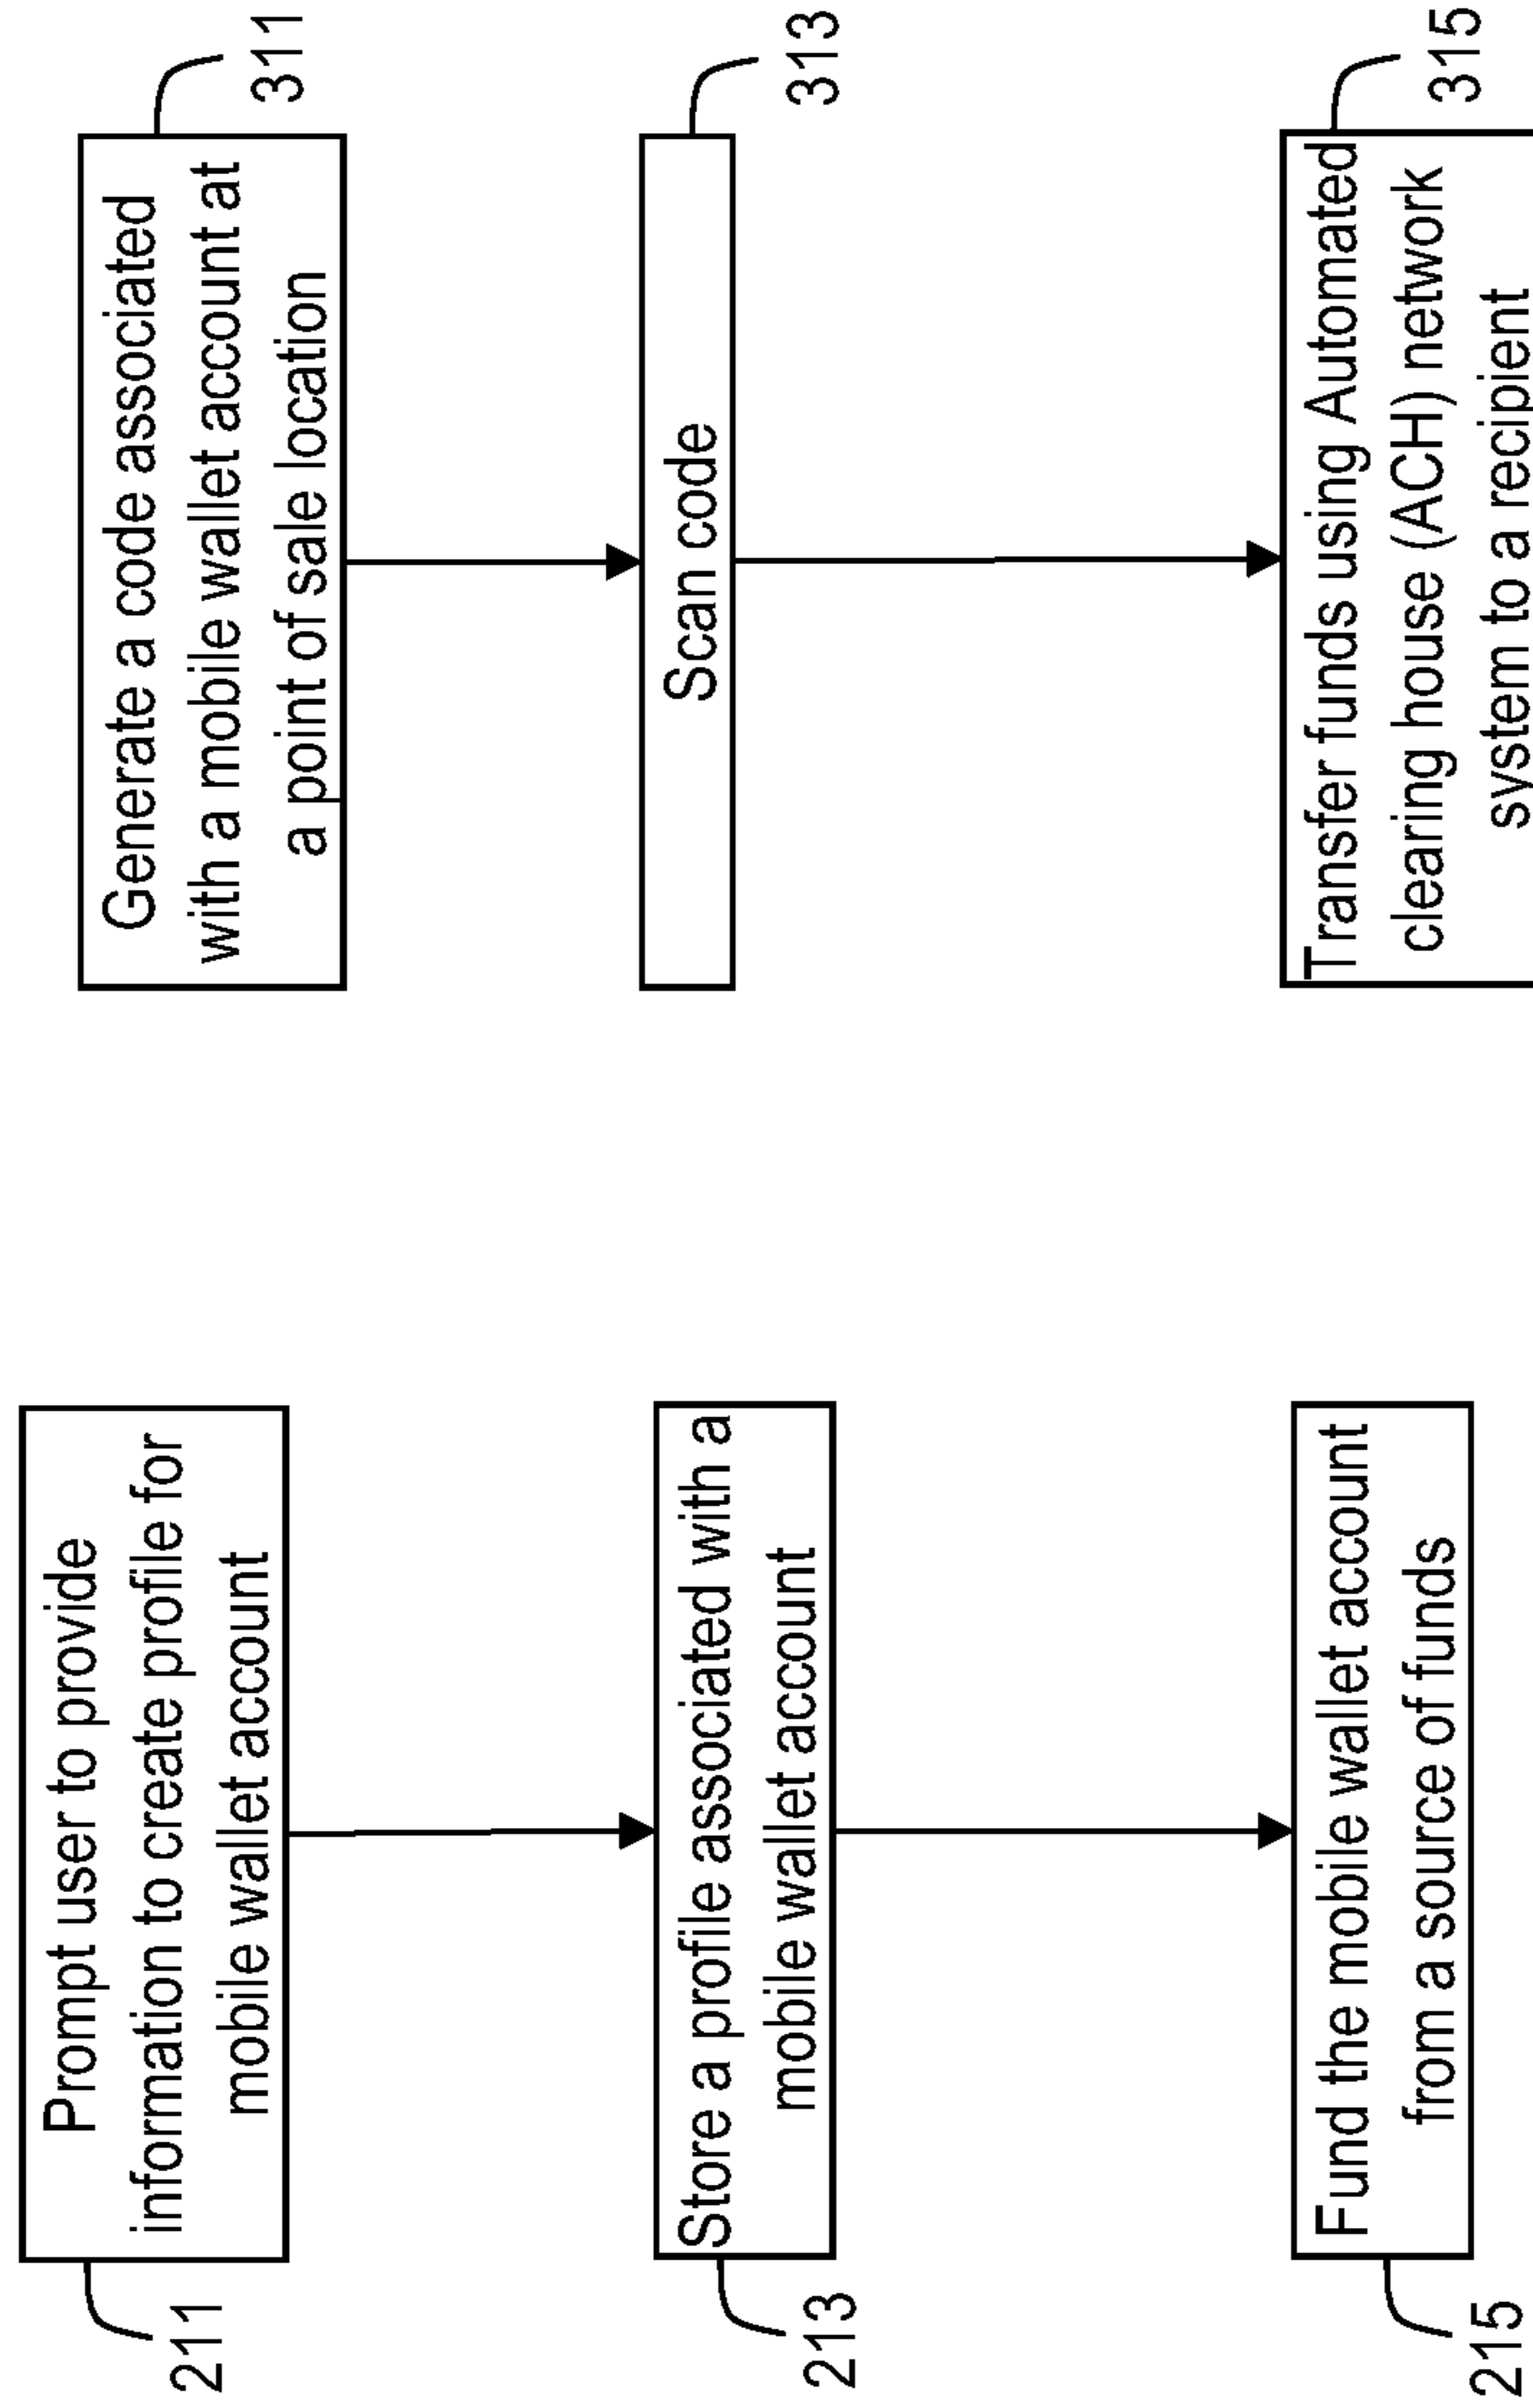 211
Prompt user to provide
information to create profile for
mobile wallet account
213
Store a profile associated with a
mobile wallet account
215
Fund the mobile wallet account
from a source of funds
311
Generate a code associated
with a mobile wallet account at
a point of sale location
313
Scan code
315
Transfer funds using Automated
clearing house (ACH) network
system to a recipient